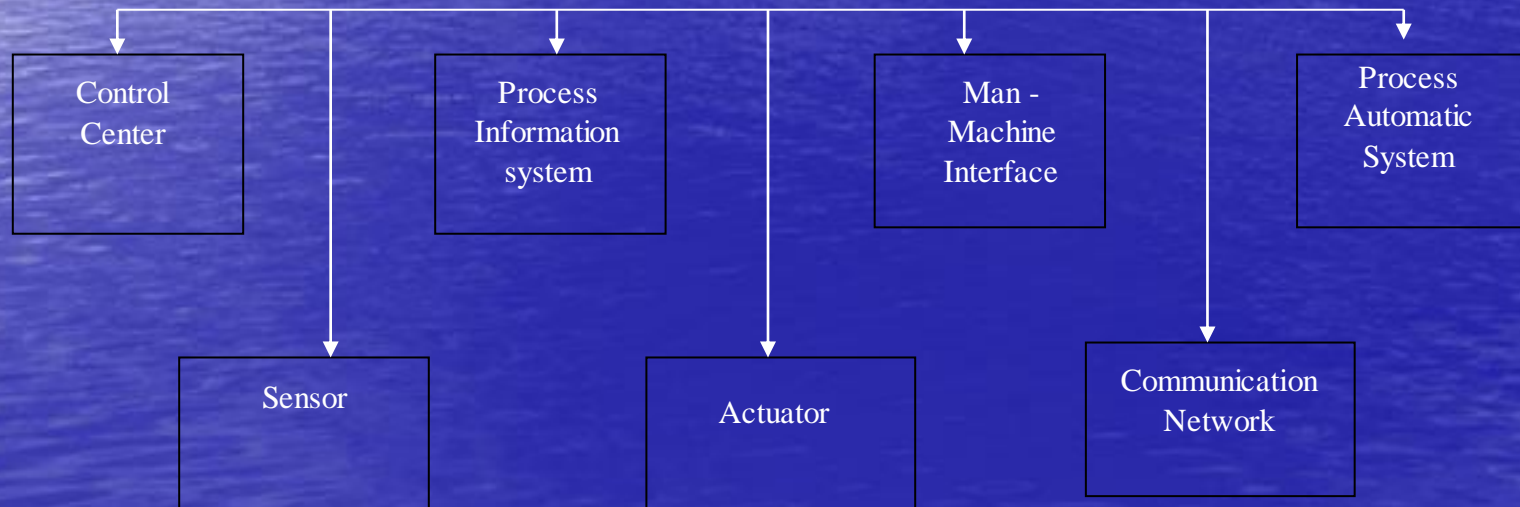 Control
Center
Process
Information
system
Man -
Machine
Interface
Process
Automatic
System
Sensor
Actuator
Communication
Network